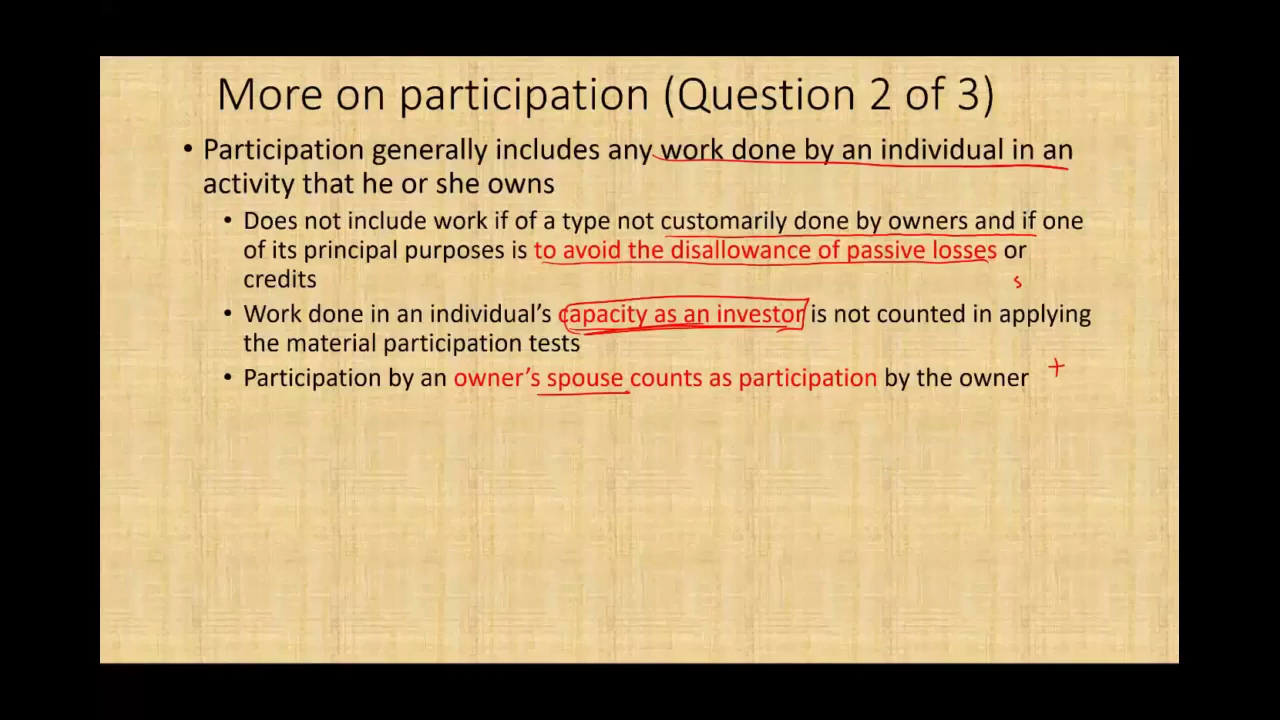 More on participation (Question 2 of 3)
• Participation generally includes any work done by an individual in an
activity that he or she owns
• Does not include work if of a type not customarily done by owners and if one
of its principal purposes is to avoid the disallowance of passive losses or
credits
s
• Work done in an individual's capacity as an investor is not counted in applying
the material participation tests
• Participation by an owner's spouse counts as participation by the owner +